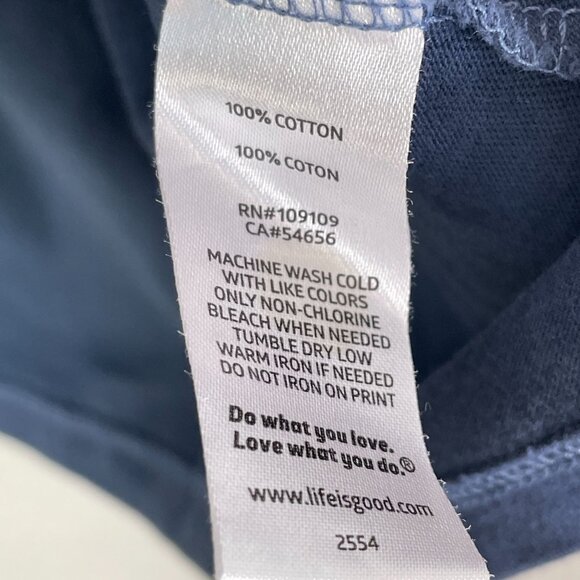 100% COTTON
100% COTON
RN#109109
CA#54656
MACHINE WASH COLD
WITH LIKE COLORS
ONLY NON-CHLORINE
BLEACH WHEN NEEDED
TUMBLE DRY LOW
WARM IRON IF NEEDED
DO NOT IRON ON PRINT
Do what you love.
Love what you do.®
www.lifeisgood.com
2554